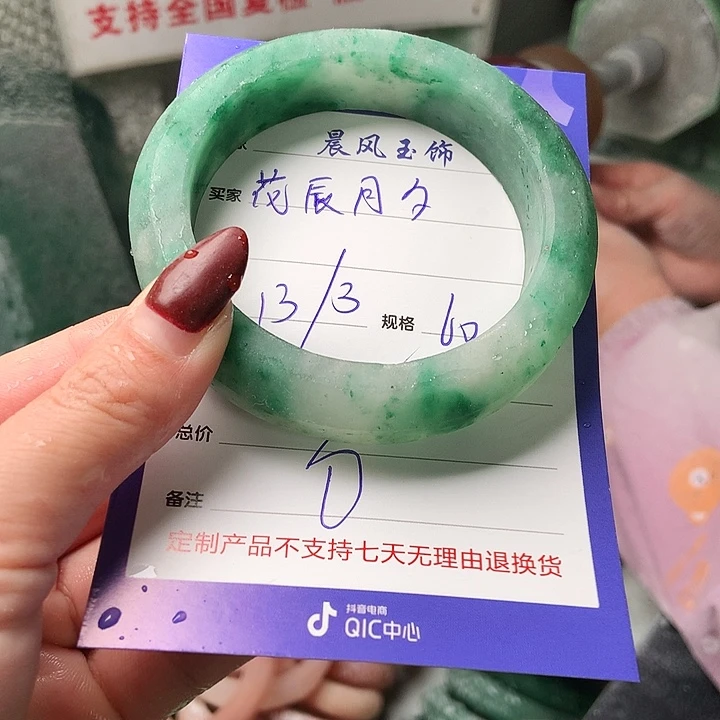 支持全国复检
晨风玉饰
买家 花辰月夕
13/3 规格 60
总价
备注
定制产品不支持七天无理由退换货
抖音电商
QIC中心